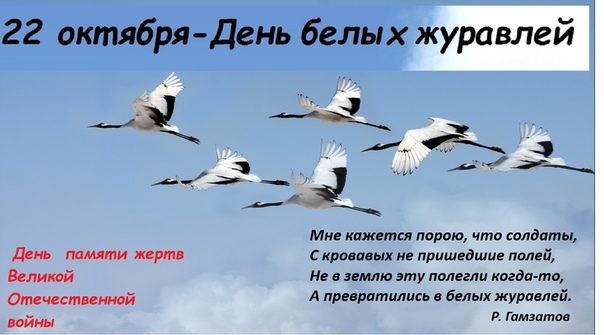 22 октября-День белых журавлей
День памяти жертв
Великой
Отечественной
войны
Мне кажется порою, что солдаты,
С кровавых не пришедшие полей,
Не в землю эту полегли когда-то,
А превратились в белых журавлей.
Р. Гамзатов